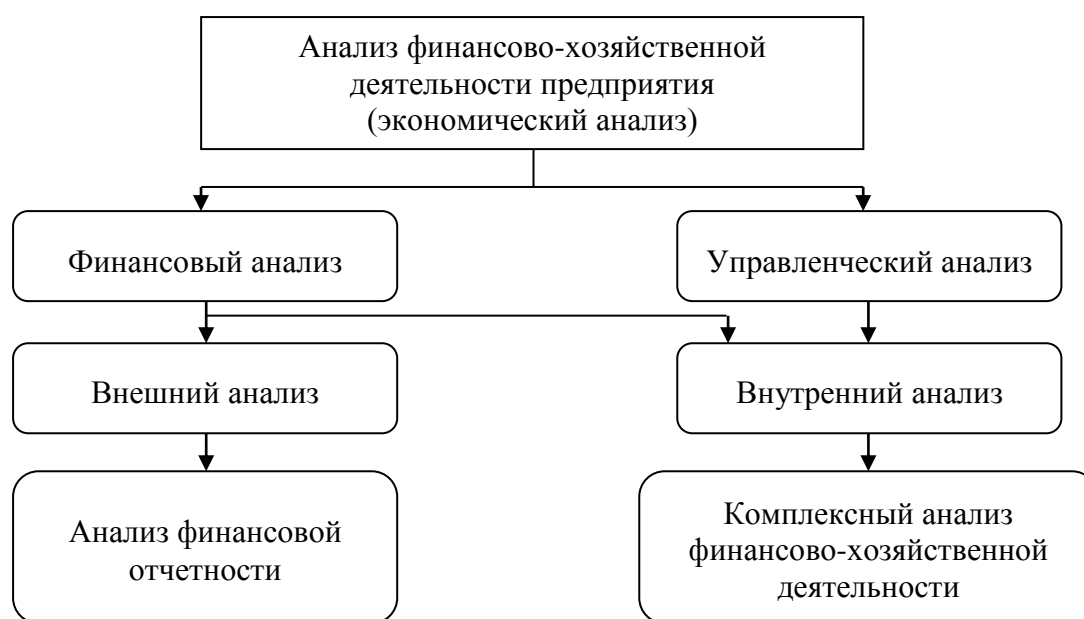 Анализ финансово-хозяйственной
деятельности предприятия
(экономический анализ)
Финансовый анализ
Управленческий анализ
Внешний анализ
Внутренний анализ
Анализ финансовой
отчетности
Комплексный анализ
финансово-хозяйственной
деятельности